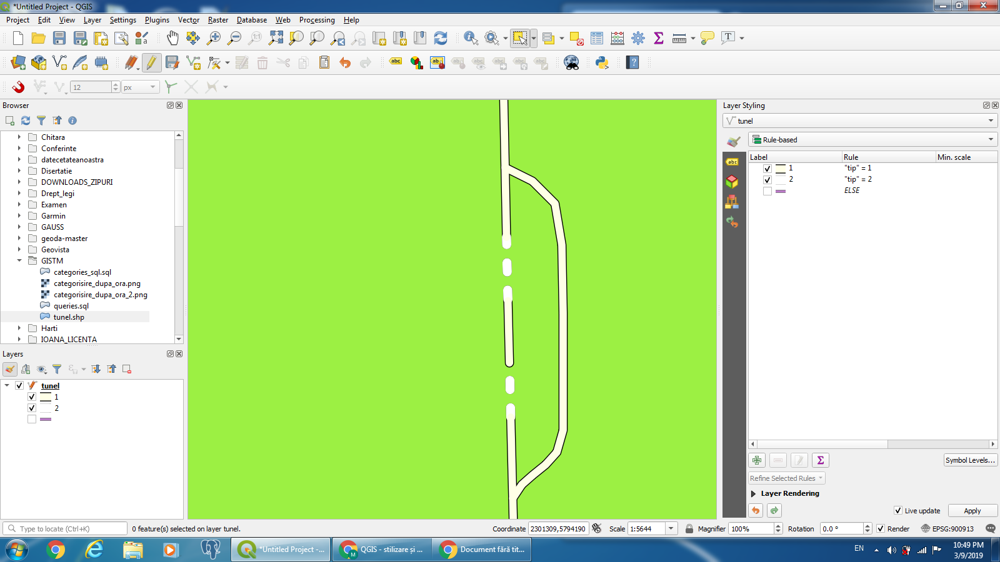 *Untitled Project - QGIS
Project Edit View Layer Settings Plugins Vector Raster Database Web Processing Help
12 px
Browser
Chitara
Conferinte
datecetateanoastra
Disertatie
DOWNLOADS_ZIPURI
Drept_legi
Examen
Garmin
GAUSS
geoda-master
Geovista
GISTM
categories_sql.sql
categorisire_dupa_ora.png
categorisire_dupa_ora_2.png
queries.sql
tunel.shp
Harti
IOANA_LICENTA
Layers
tunel
1
2
Layer Styling
tunel
Rule-based
Label Rule Min. scale
1 "tip" = 1
2 "tip" = 2
ELSE
Symbol Levels...
Refine Selected Rules
Layer Rendering
Live update Apply
Type to locate (Ctrl+K) 0 feature(s) selected on layer tunel. Coordinate 2301309,5794190 Scale 1:5644 Magnifier 100% Rotation 0.0 ° Render EPSG:900913
*Untitled Project -... QGIS - stilizare și ... Document fără tit... EN 10:49 PM
3/9/2019